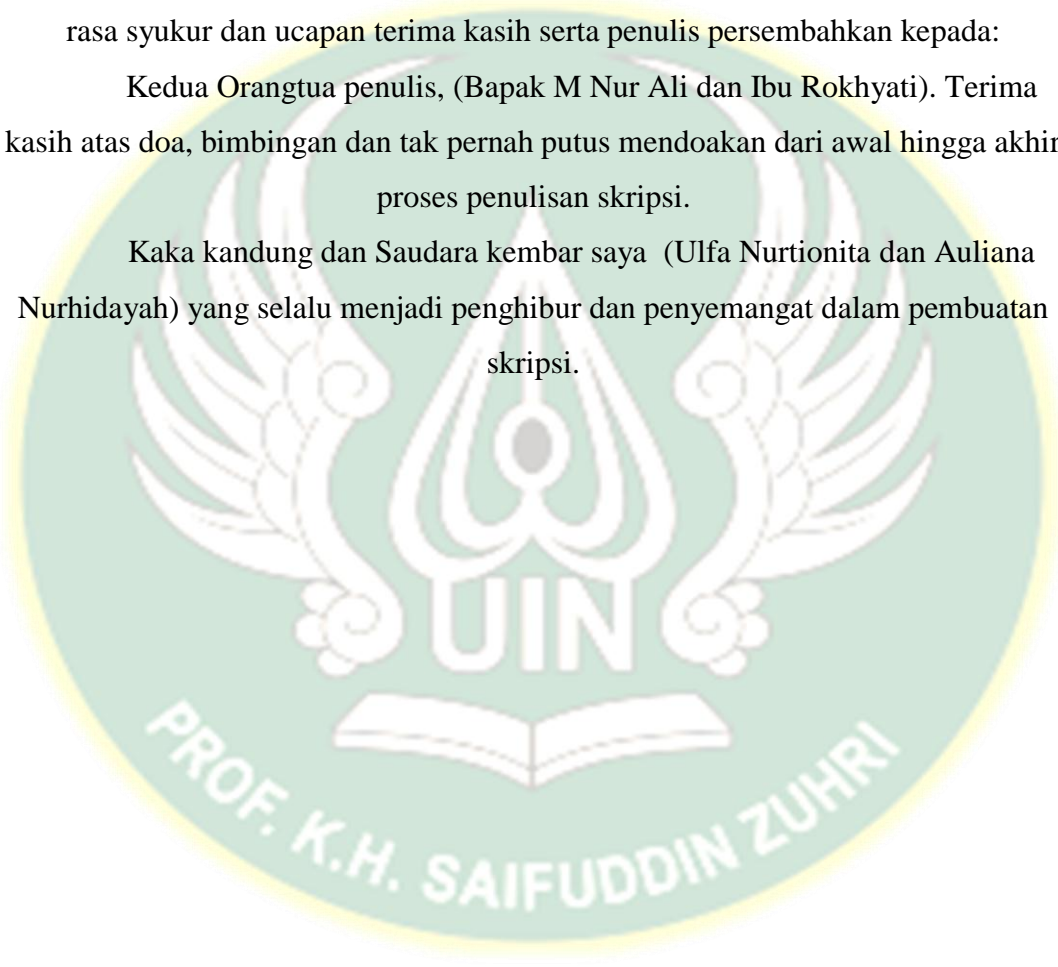 rasa syukur dan ucapan terima kasih serta penulis persembahkan kepada:
Kedua Orangtua penulis, (Bapak M Nur Ali dan Ibu Rokhyati). Terima
kasih atas doa, bimbingan dan tak pernah putus mendoakan dari awal hingga akhir
proses penulisan skripsi.
Kaka kandung dan Saudara kembar saya (Ulfa Nurtionita dan Auliana
Nurhidayah) yang selalu menjadi penghibur dan penyemangat dalam pembuatan
skripsi.
UIN
PROF. K.H. SAIFUDDIN ZUHRI